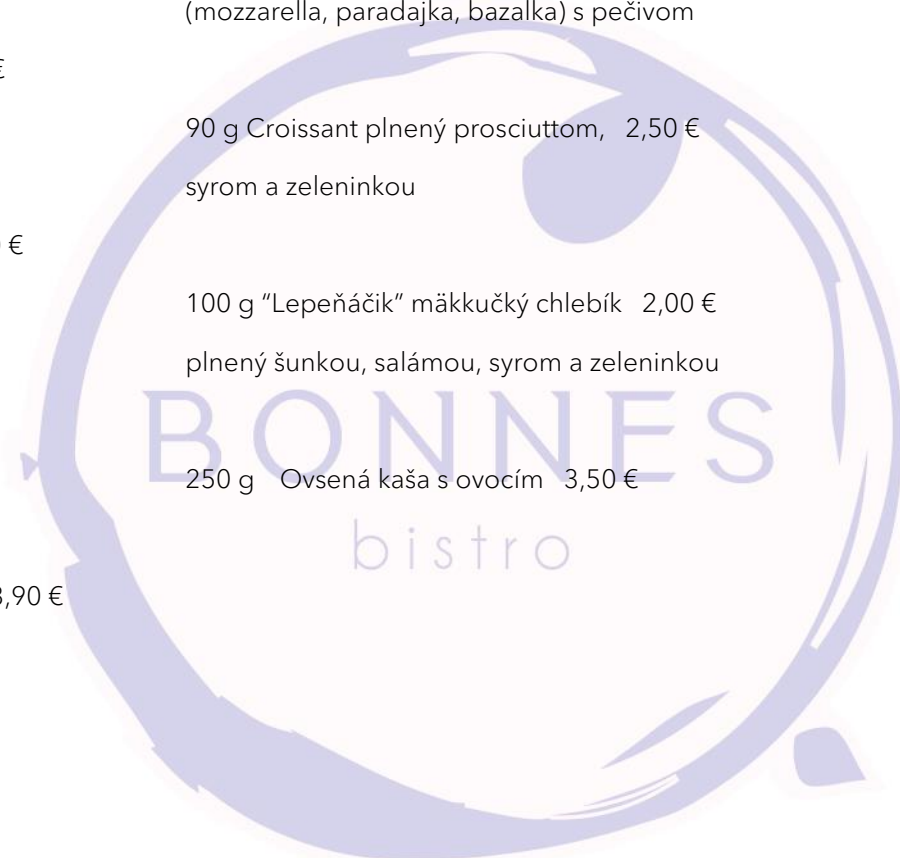 (mozzarella, paradajka, bazalka) s pečivom
€
90 g Croissant plnený prosciuttom, 2,50 €
syrom a zeleninkou
€
100 g “Lepeňáčik” mäkkučký chlebík 2,00 €
plnený šunkou, salámou, syrom a zeleninkou
BONNES
250 g Ovsená kaša s ovocím 3,50 €
bistro
,90 €